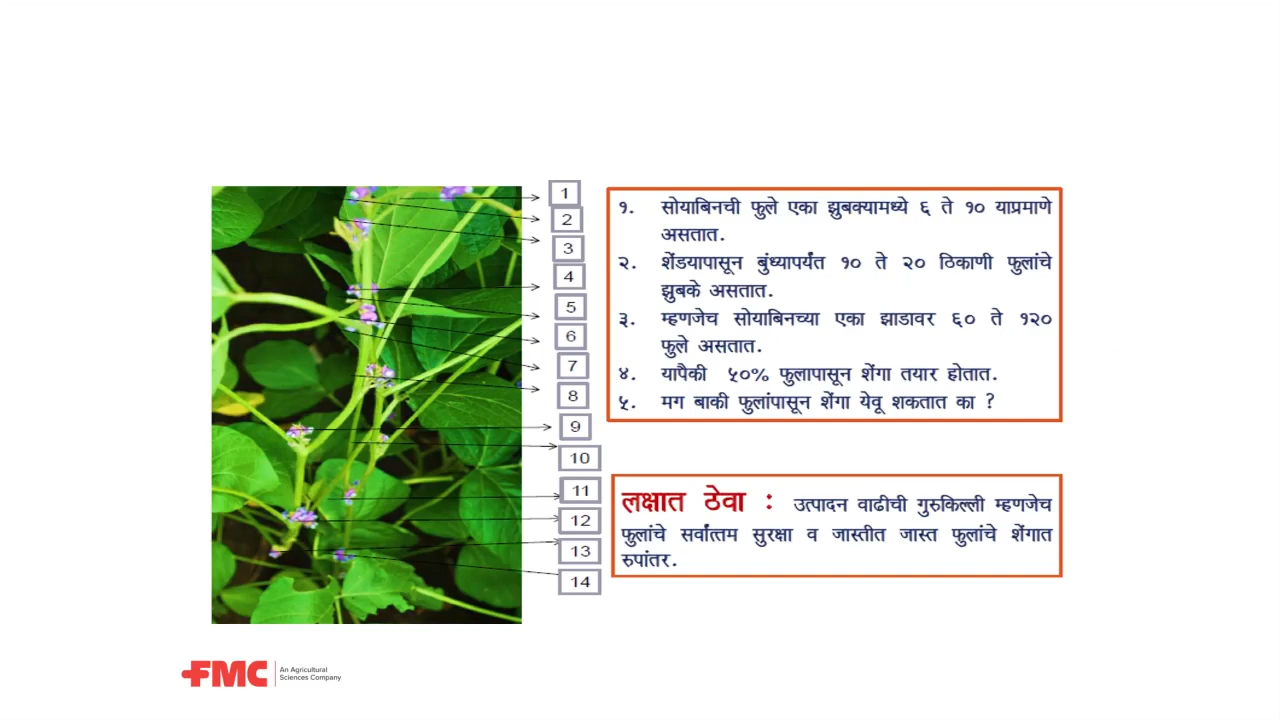 1
2
3
4
5
6
7
8
9
10
11
12
13
14
१. सोयाबिनची फुले एका झुबक्यामध्ये ६ ते १० याप्रमाणे
असतात.
२. शेंडयापासून बुंध्यापर्यंत १० ते २० ठिकाणी फुलांचे
झुबके असतात.
३. म्हणजेच सोयाबिनच्या एका झाडावर ६० ते १२०
फुले असतात.
४. यापैकी ५०% फुलापासून शेंगा तयार होतात.
५. मग बाकी फुलांपासून शेंगा येवू शकतात का ?
लक्षात ठेवा : उत्पादन वाढीची गुरुकिल्ली म्हणजेच
फुलांचे सर्वांत्तम सुरक्षा व जास्तीत जास्त फुलांचे शेंगात
रुपांतर.
FMC
An Agricultural
Sciences Company